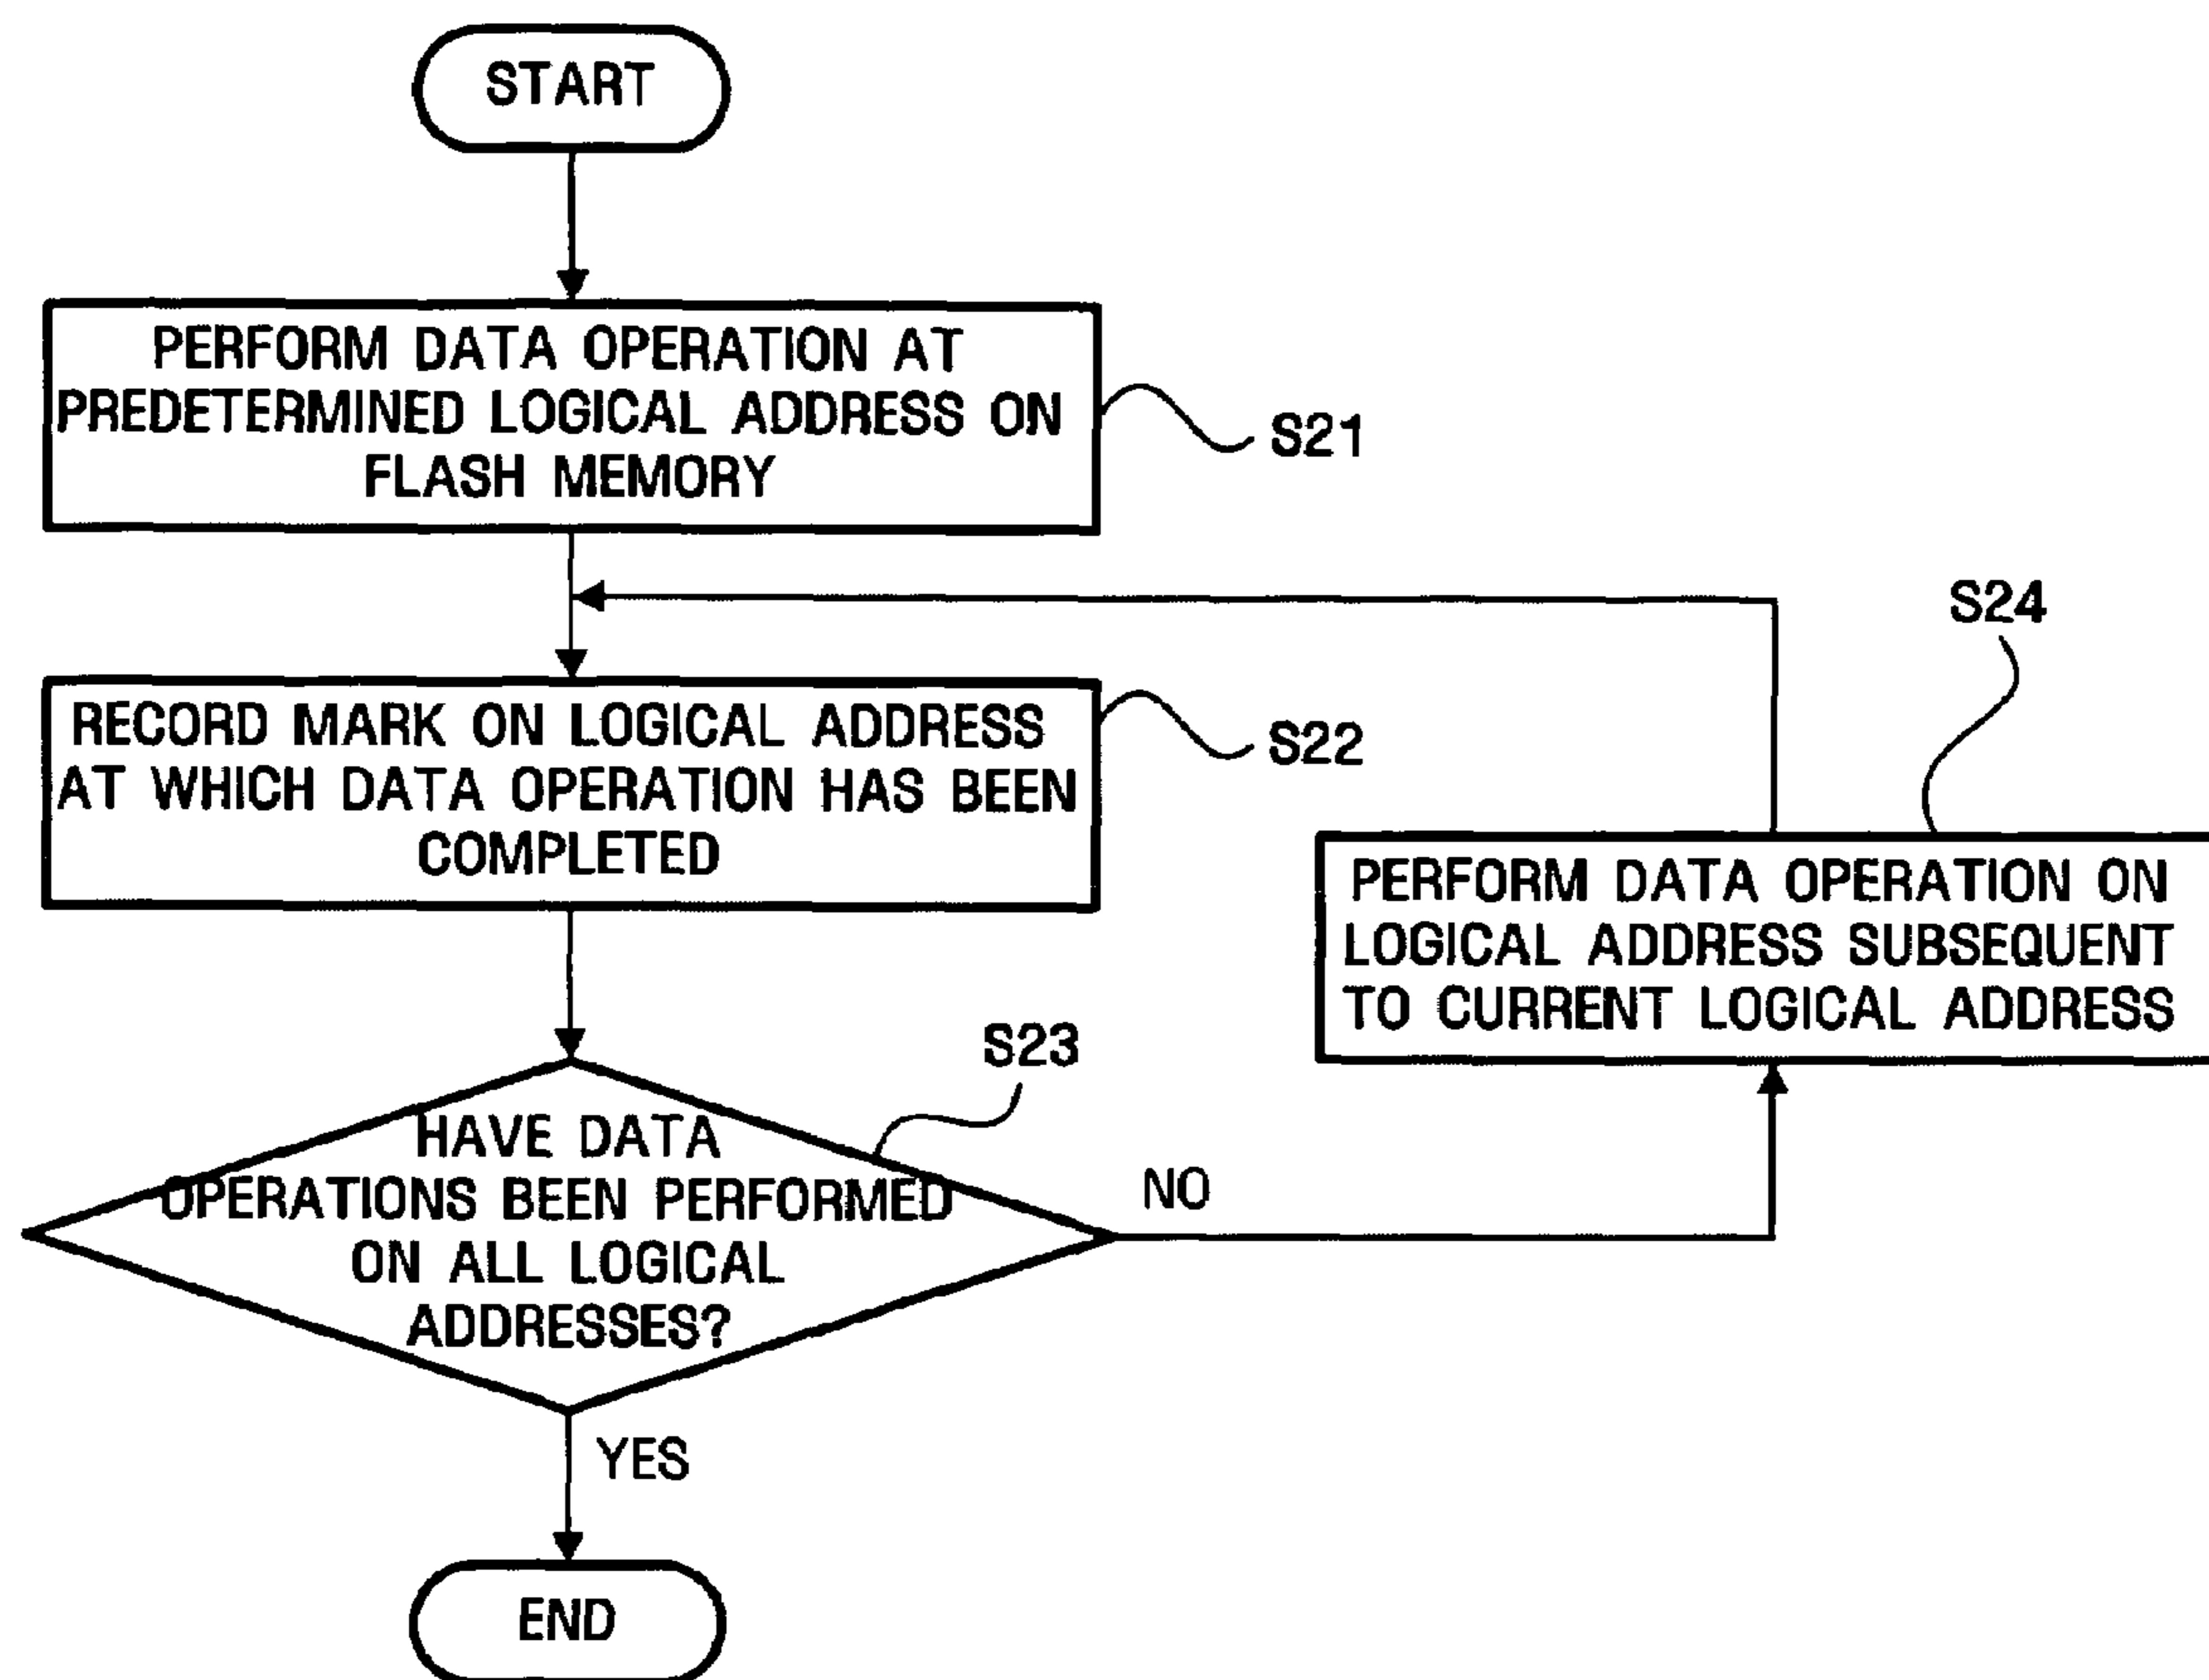 START
PERFORM DATA OPERATION AT
PREDETERMINED LOGICAL ADDRESS ON
FLASH MEMORY
S21
S24
RECORD MARK ON LOGICAL ADDRESS
AT WHICH DATA OPERATION HAS BEEN
COMPLETED
S22
PERFORM DATA OPERATION ON
LOGICAL ADDRESS SUBSEQUENT
TO CURRENT LOGICAL ADDRESS
S23
HAVE DATA
OPERATIONS BEEN PERFORMED
ON ALL LOGICAL
ADDRESSES?
NO
YES
END